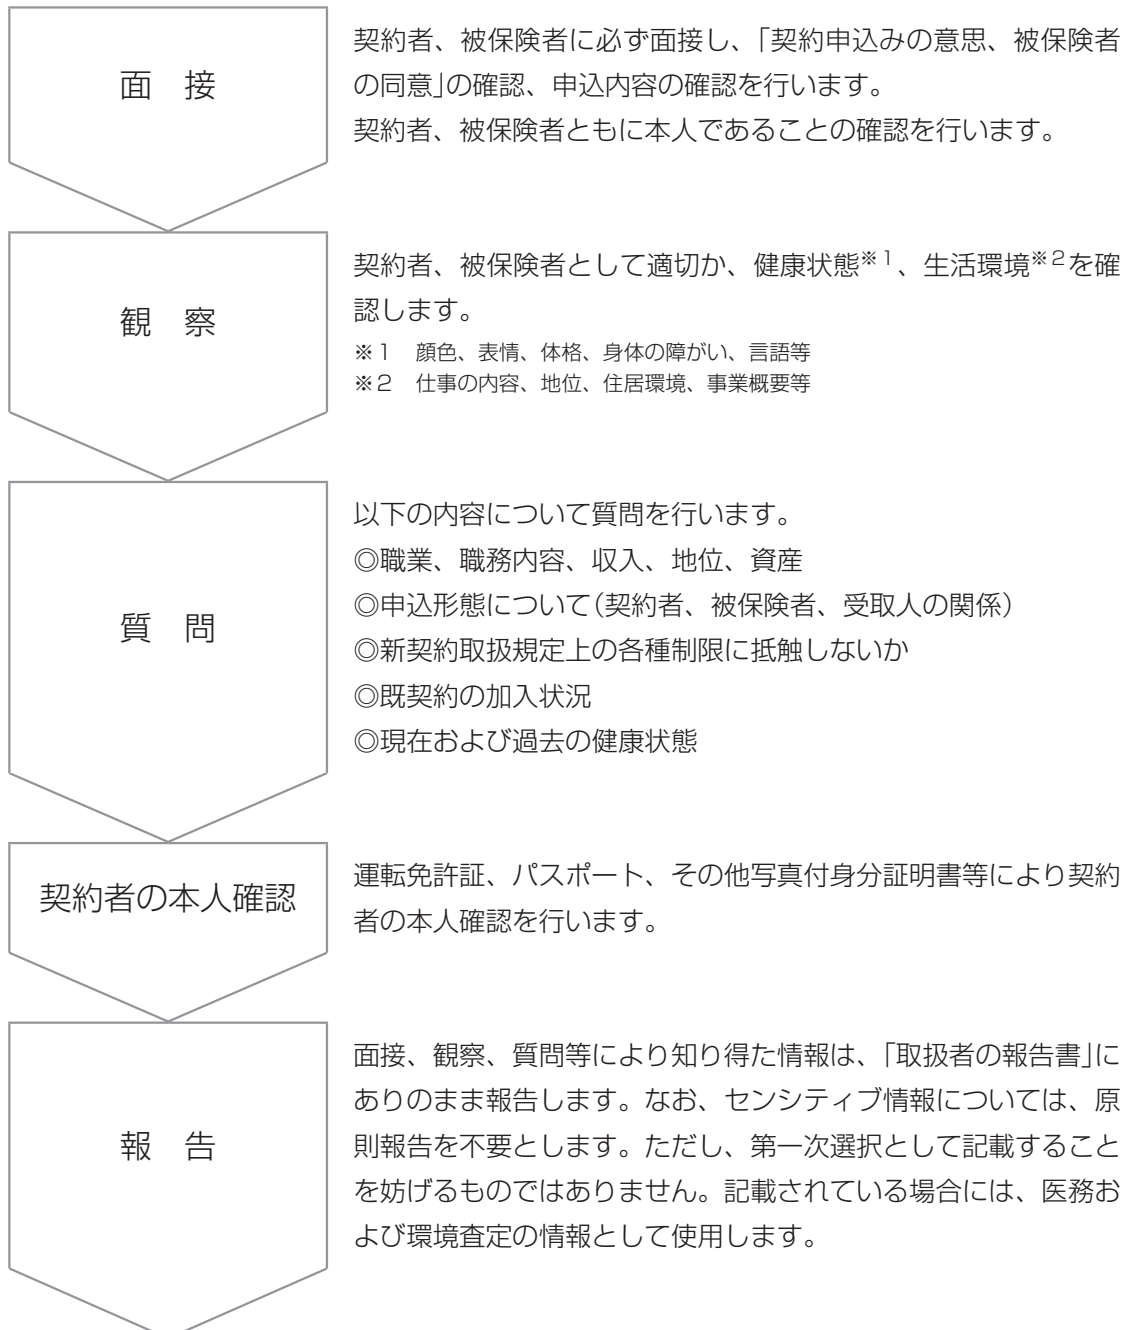 面　接
契約者、被保険者に必ず面接し、「契約申込みの意思、被保険者
の同意」の確認、申込内容の確認を行います。
契約者、被保険者ともに本人であることの確認を行います。
観　察
契約者、被保険者として適切か、健康状態※１、生活環境※２を確
認します。
※１　顔色、表情、体格、身体の障がい、言語等
※２　仕事の内容、地位、住居環境、事業概要等
質　問
以下の内容について質問を行います。
◎職業、職務内容、収入、地位、資産
◎申込形態について（契約者、被保険者、受取人の関係）
◎新契約取扱規定上の各種制限に抵触しないか
◎既契約の加入状況
◎現在および過去の健康状態
契約者の本人確認
運転免許証、パスポート、その他写真付身分証明書等により契約
者の本人確認を行います。
報　告
面接、観察、質問等により知り得た情報は、「取扱者の報告書」に
ありのまま報告します。なお、センシティブ情報については、原
則報告を不要とします。ただし、第一次選択として記載すること
を妨げるものではありません。記載されている場合には、医務お
よび環境査定の情報として使用します。